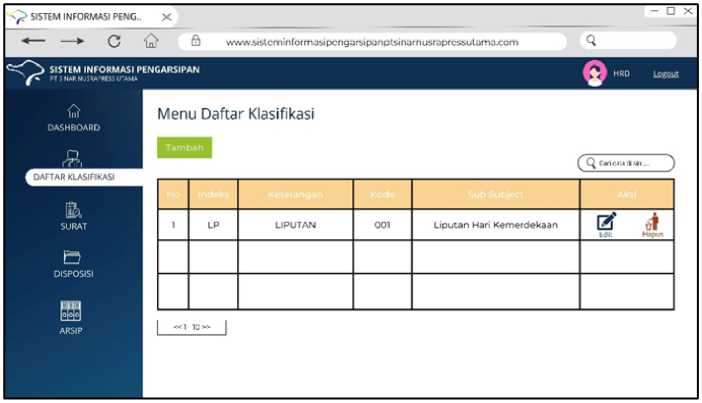 SISTEM INFORMASI PENG..
www.sisteminformasipengarsipanptsinarnusrapressutama.com
SISTEM INFORMASI PENGARSIPAN
PT SINAR NUSRAPRESS UTAMA
HRD
Logout
DASHBOARD
DAFTAR KLASIFIKASI
SURAT
DISPOSISI
ARSIP
Menu Daftar Klasifikasi
Tambah
Cari data disini ...
No Indeks Keterangan Kode Sub Subject Aksi
1 LP LIPUTAN 001 Liputan Hari Kemerdekaan Edit Hapus
<<1 10 >>